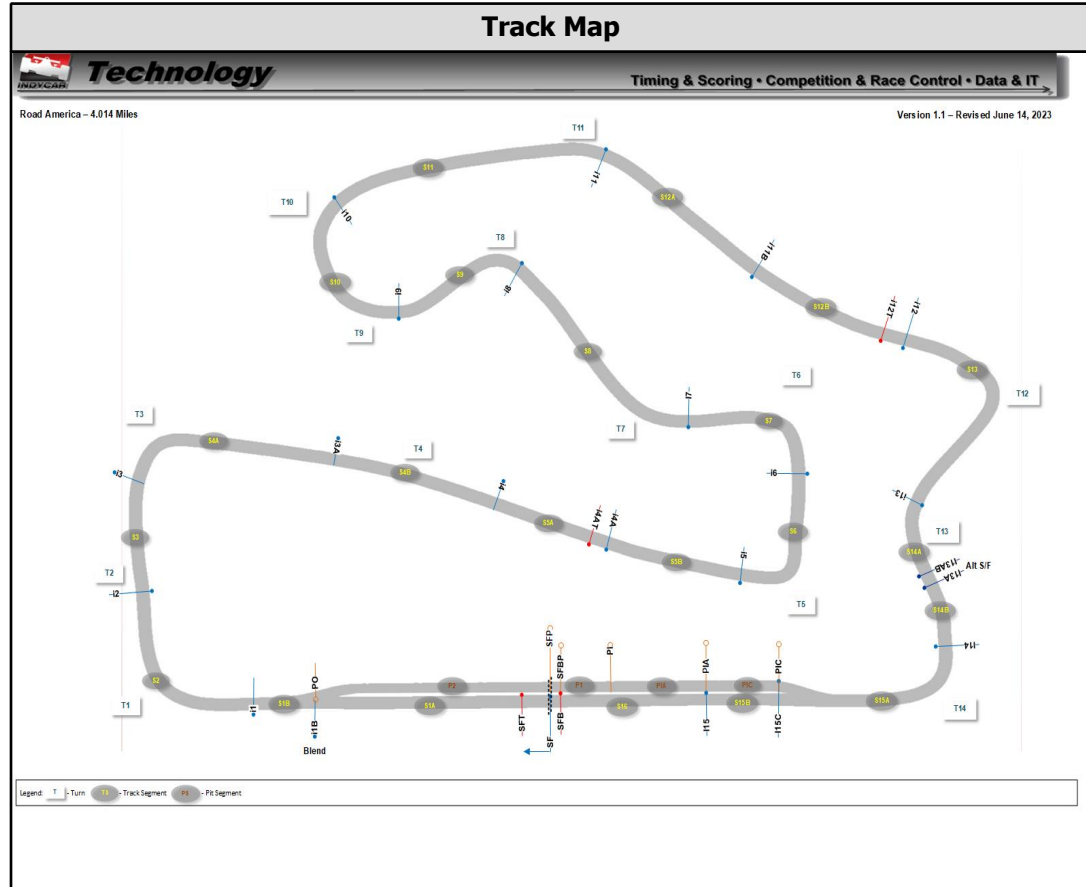 Track Map
INDYCAR Technology
Timing & Scoring • Competition & Race Control • Data & IT
Road America – 4.014 Miles
Version 1.1 – Revised June 14, 2023
T11
S11
i11
S12A
T10
i10
T8
i11B
S10
S9
i8
i9
S12B
i12T
i12
T9
S8
S13
T6
T12
T3
T7
i7
S7
S4A
i3A
T4
S4B
i3
i4
i6
i13
S3
S5A
i4AT
i4A
S6
T13
S14A
T2
S5B
i5
I13AB
I13A
Alt S/F
i2
T5
S14B
I14
SFP
SFBP
PI
PIA
PIC
S2
PO
P2
P1
PIA
PIC
T1
i1
S1B
S1A
S16
S15B
S15A
T14
i1B
SFT
SF
SFB
I15
I15C
Blend
Legend: T - Turn - Track Segment - Pit Segment